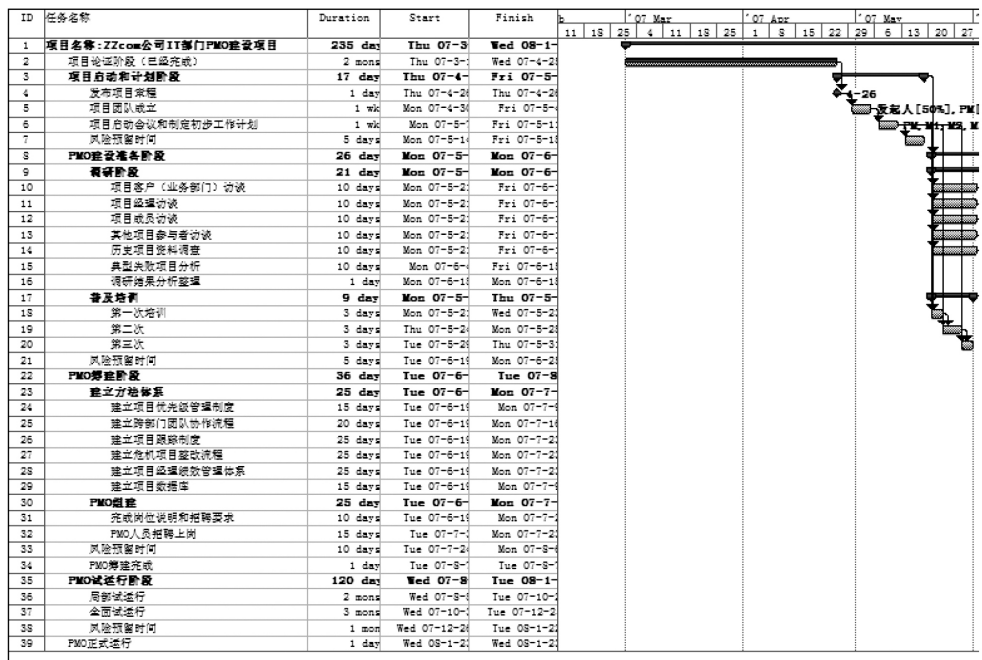 ID 任务名称 Duration Start Finish b '07 Mar '07 Apr '07 May
11 18 25 4 11 18 25 1 8 15 22 29 6 13 20 27
1 项目名称:ZZcom公司IT部门PMO建设项目 235 day Thu 07-3 Wed 08-1-
2 项目论证阶段(已经完成) 2 mons Thu 07-3- Wed 07-4-2
3 项目启动和计划阶段 17 day Thu 07-4- Fri 07-5-
4 发布项目章程 1 day Thu 07-4-26 Thu 07-4-26 4-26
5 项目团队成立 1 wk Mon 07-4-30 Fri 07-5- 发起人[50%],PM[
6 项目启动会议和制定初步工作计划 1 wk Mon 07-5-7 Fri 07-5-11 PM,M1,M2,M
7 风险预留时间 5 days Mon 07-5-14 Fri 07-5-18
8 PMO建设准备阶段 26 day Mon 07-5- Mon 07-6-
9 调研阶段 21 day Mon 07-5- Mon 07-6-
10 项目客户(业务部门)访谈 10 days Mon 07-5-2 Fri 07-6-
11 项目经理访谈 10 days Mon 07-5-2 Fri 07-6-
12 项目成员访谈 10 days Mon 07-5-2 Fri 07-6-
13 其他项目参与者访谈 10 days Mon 07-5-2 Fri 07-6-
14 历史项目资料调查 10 days Mon 07-5-2 Fri 07-6-
15 典型失败项目分析 10 days Mon 07-6- Fri 07-6-1
16 调研结果分析整理 1 day Mon 07-6-1 Mon 07-6-1
17 普及培训 9 day Mon 07-5- Thu 07-5-
18 第一次培训 3 days Mon 07-5-2 Wed 07-5-2
19 第二次 3 days Thu 07-5-2 Mon 07-5-2
20 第三次 3 days Tue 07-5-29 Thu 07-5-3
21 风险预留时间 5 days Tue 07-6-19 Mon 07-6-2
22 PMO筹建阶段 36 day Tue 07-6- Tue 07-8
23 建立方法体系 25 day Tue 07-6- Mon 07-7-
24 建立项目优先级管理制度 15 days Tue 07-6-19 Mon 07-7-9
25 建立跨部门团队协作流程 20 days Tue 07-6-19 Mon 07-7-16
26 建立项目跟踪制度 25 days Tue 07-6-19 Mon 07-7-2
27 建立危机项目整改流程 25 days Tue 07-6-19 Mon 07-7-2
28 建立项目经理绩效管理体系 25 days Tue 07-6-19 Mon 07-7-2
29 建立项目数据库 15 days Tue 07-6-19 Mon 07-7-9
30 PMO组建 25 day Tue 07-6- Mon 07-7-
31 完成岗位说明和招聘要求 10 days Tue 07-6-19 Mon 07-7-2
32 PMO人员招聘上岗 15 days Tue 07-7- Mon 07-7-2
33 风险预留时间 10 days Tue 07-7-24 Mon 07-8-6
34 PMO筹建完成 1 day Tue 07-8-7 Tue 07-8-7
35 PMO试运行阶段 120 day Wed 07-8 Tue 08-1-
36 局部试运行 2 mons Wed 07-8-8 Tue 07-10-
37 全面试运行 3 mons Wed 07-10- Tue 07-12-2
38 风险预留时间 1 mon Wed 07-12-26 Tue 08-1-22
39 PMO正式运行 1 day Wed 08-1-23 Wed 08-1-23